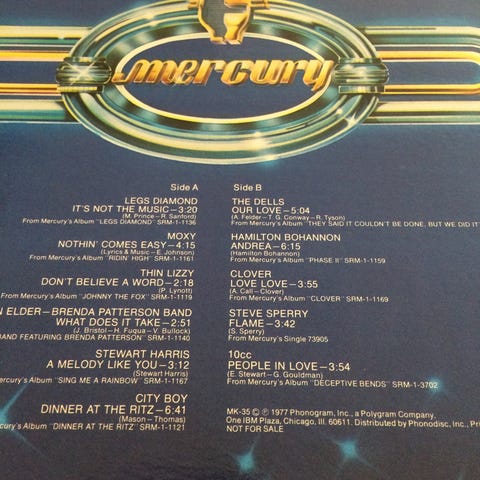 mercury
Side A
LEGS DIAMOND
IT'S NOT THE MUSIC—3:20
(M. Prince–R. Sanford)
From Mercury's Album "LEGS DIAMOND" SRM-1-1136
MOXY
NOTHIN' COMES EASY—4:15
(Lyrics & Music–E. Johnson)
From Mercury's Album "RIDIN' HIGH" SRM-1-1161
THIN LIZZY
DON'T BELIEVE A WORD—2:18
(P. Lynott)
Mercury's Album "JOHNNY THE FOX" SRM-1-1119
ELDER–BRENDA PATTERSON BAND
WHAT DOES IT TAKE—2:51
(J. Bristol–H. Fuqua–V. Bullock)
BAND FEATURING BRENDA PATTERSON" SRM-1-1140
STEWART HARRIS
A MELODY LIKE YOU—3:12
(Stewart Harris)
Album "SING ME A RAINBOW" SRM-1-1167
CITY BOY
DINNER AT THE RITZ—6:41
(Mason–Thomas)
Album "DINNER AT THE RITZ" SRM-1-1121
Side B
THE DELLS
OUR LOVE—5:04
(A. Felder–T. G. Conway–R. Tyson)
From Mercury's Album "THEY SAID IT COULDN'T BE DONE, BUT WE DID IT
HAMILTON BOHANNON
ANDREA—6:15
(Hamilton Bohannon)
From Mercury's Album "PHASE II" SRM-1-1159
CLOVER
LOVE LOVE—3:55
(A. Call–Clover)
From Mercury's Album "CLOVER" SRM-1-1169
STEVE SPERRY
FLAME—3:42
(S. Sperry)
From Mercury's Single 73905
10cc
PEOPLE IN LOVE—3:54
(E. Stewart–G. Gouldman)
From Mercury's Album "DECEPTIVE BENDS" SRM-1-3702
MK-35 © ℗ 1977 Phonogram, Inc., a Polygram Company.
One IBM Plaza, Chicago, Ill. 60611. Distributed by Phonodisc, Inc.,
NOT FOR SALE